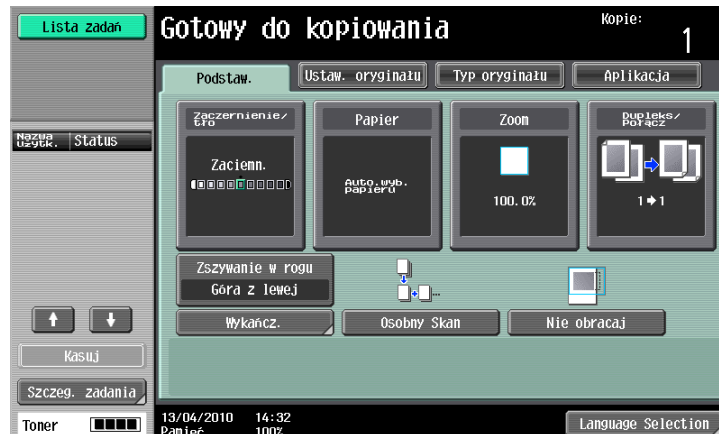 Lista zadań
Gotowy do kopiowania
Kopie:
1
Podstaw.
Ustaw. oryginału
Typ oryginału
Aplikacja
Nazwa
użytk.
Status
Zaczernienie/
tło
Papier
Zoom
Dupleks/
Połącz
Zaciemn.
Auto.wyb.
papieru
100.0%
1➔1
Zszywanie w rogu
Góra z lewej
Wykańcz.
Osobny Skan
Nie obracaj
Kasuj
Szczeg. zadania
Toner
13/04/2010 14:32
Pamięć 100%
Language Selection